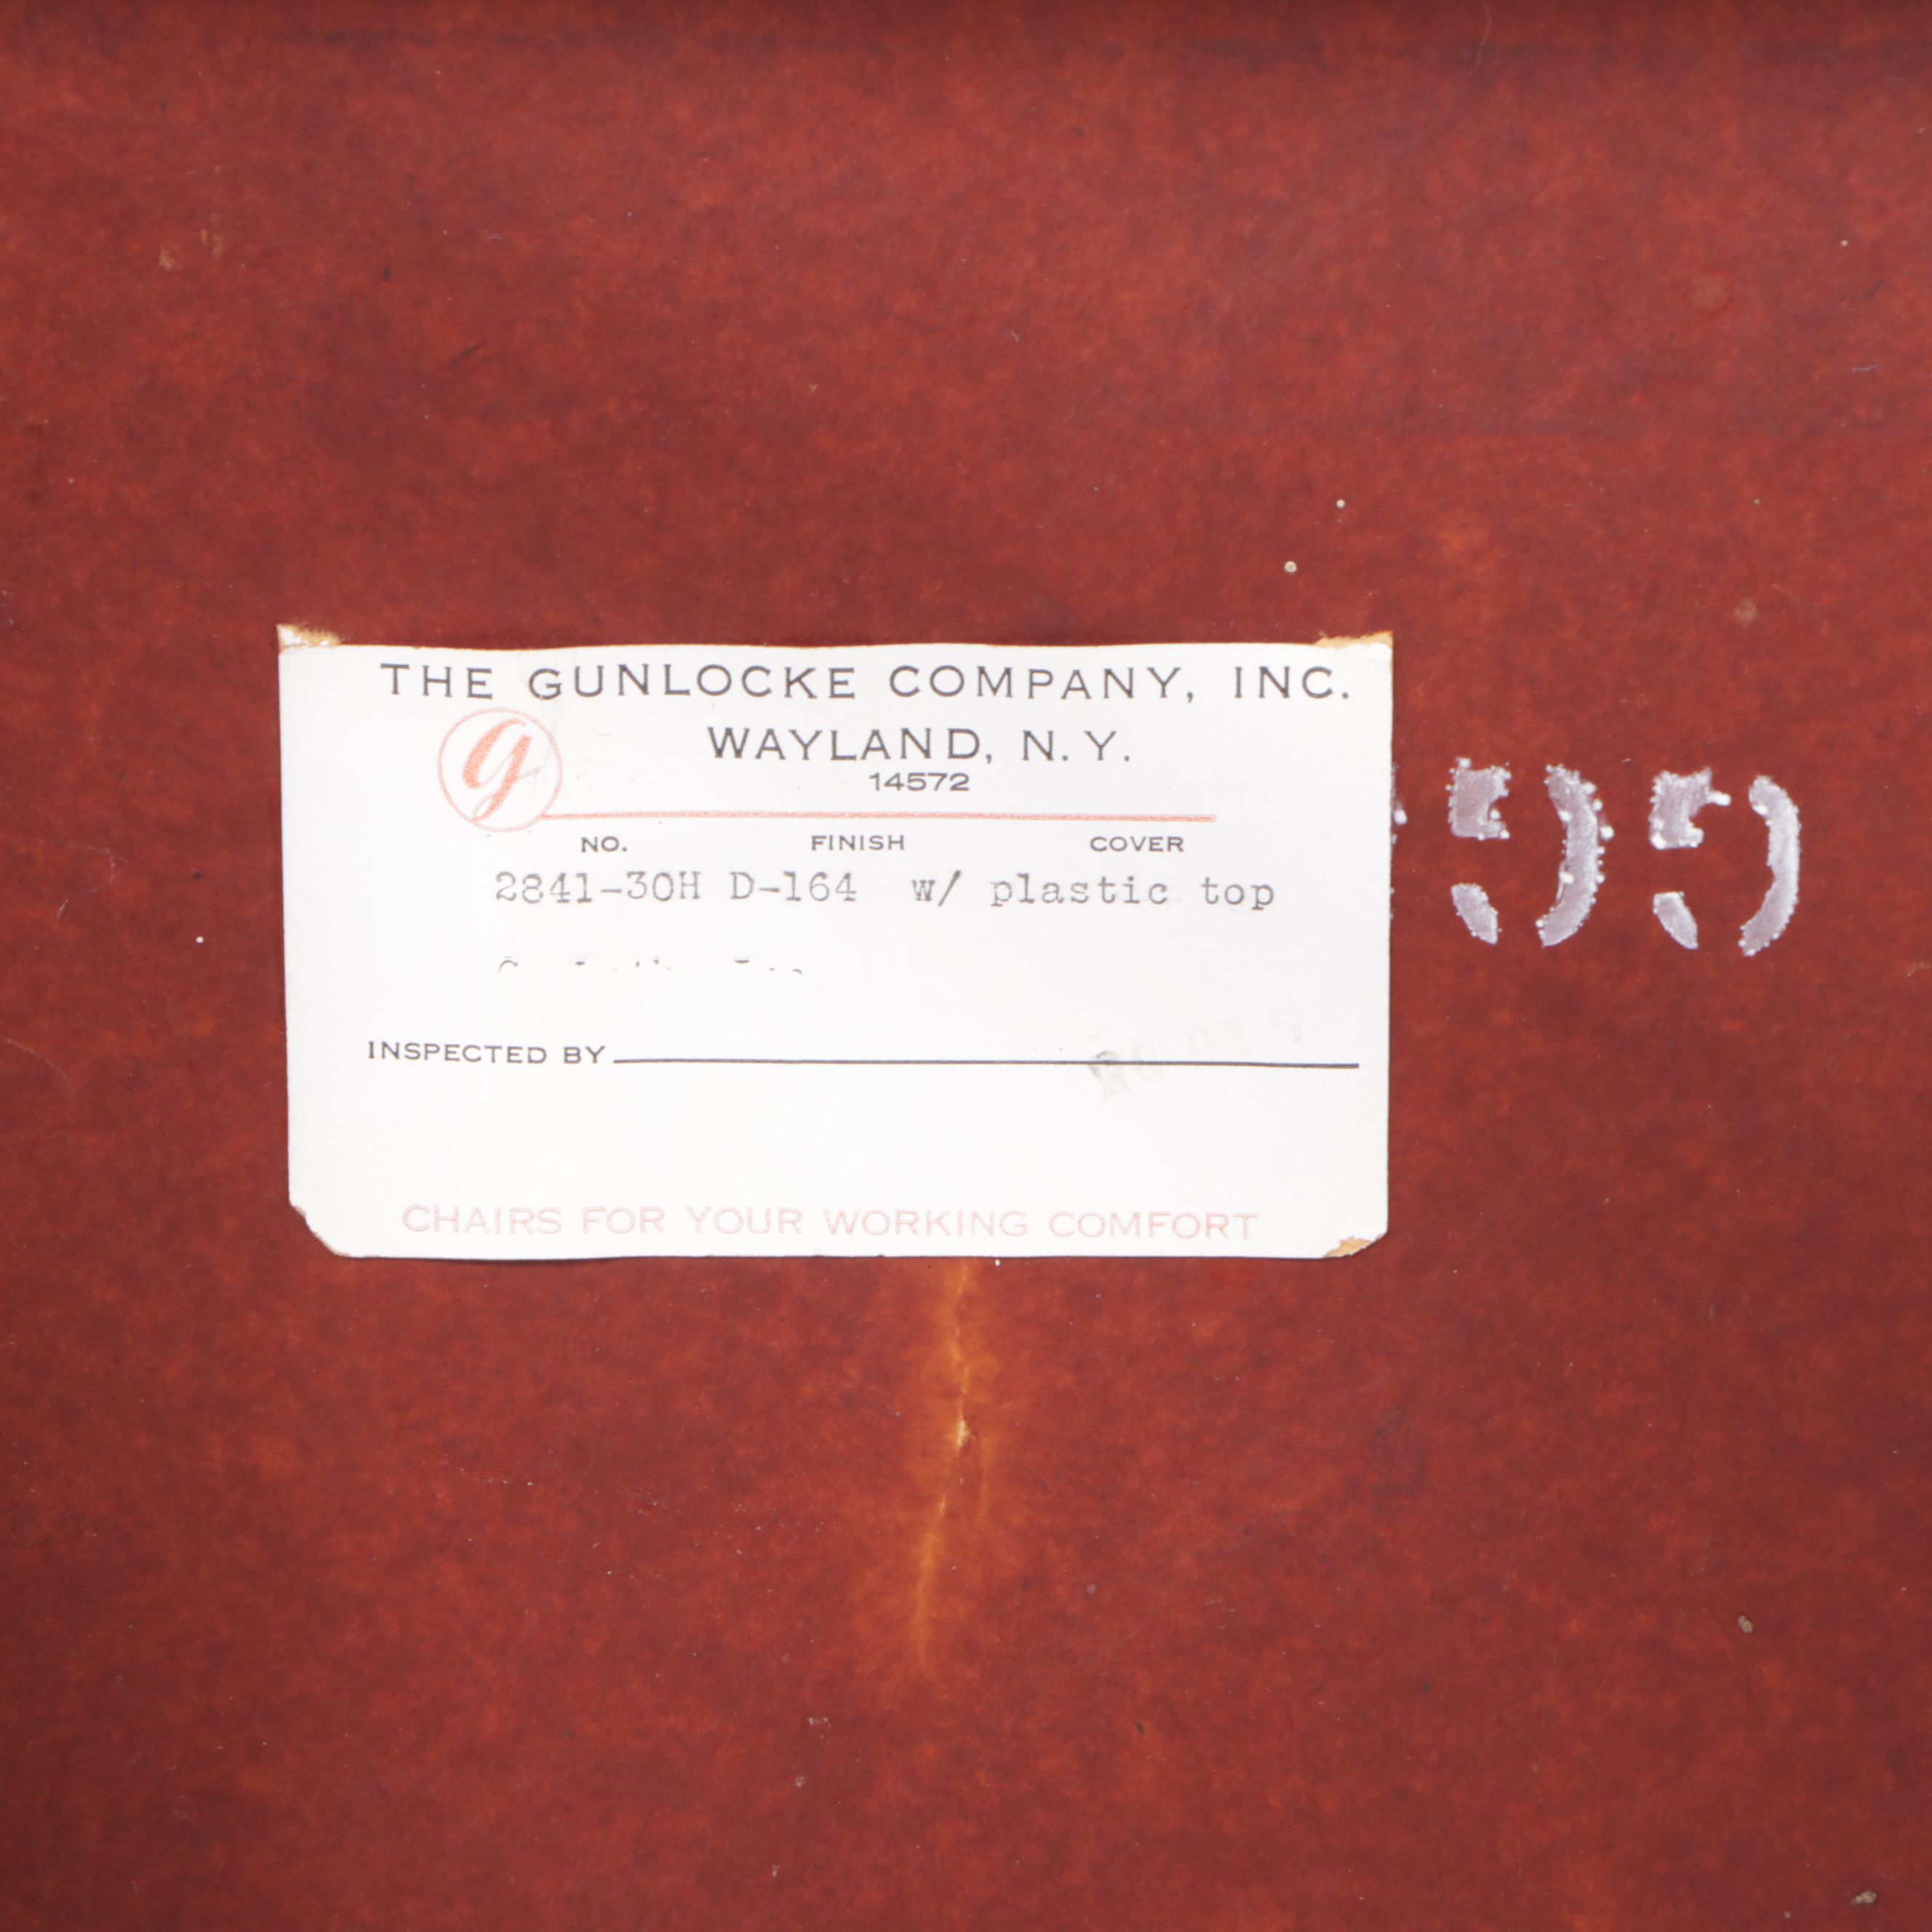 THE GUNLOCKE COMPANY, INC.
g
WAYLAND, N. Y.
14572
NO. FINISH COVER
2841-30H D-164 w/ plastic top
INSPECTED BY
CHAIRS FOR YOUR WORKING COMFORT